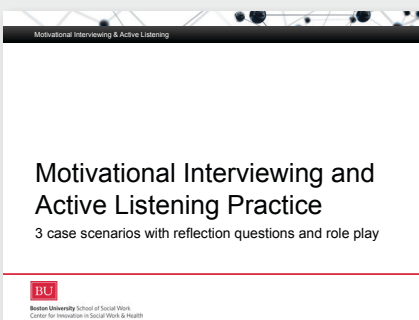 Motivational Interviewing & Active Listening
Motivational Interviewing and
Active Listening Practice
3 case scenarios with reflection questions and role play
BU
Boston University School of Social Work
Center for Innovation in Social Work & Health